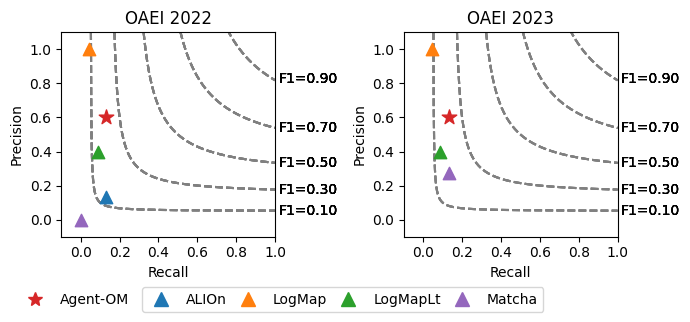 OAEI 2022
OAEI 2023
Precision
1.0
0.8
0.6
0.4
0.2
0.0
F1=0.90
F1=0.70
F1=0.50
F1=0.30
F1=0.10
0.0 0.2 0.4 0.6 0.8 1.0
Recall
Precision
1.0
0.8
0.6
0.4
0.2
0.0
F1=0.90
F1=0.70
F1=0.50
F1=0.30
F1=0.10
0.0 0.2 0.4 0.6 0.8 1.0
Recall
Agent-OM ALIOn LogMap LogMapLt Matcha